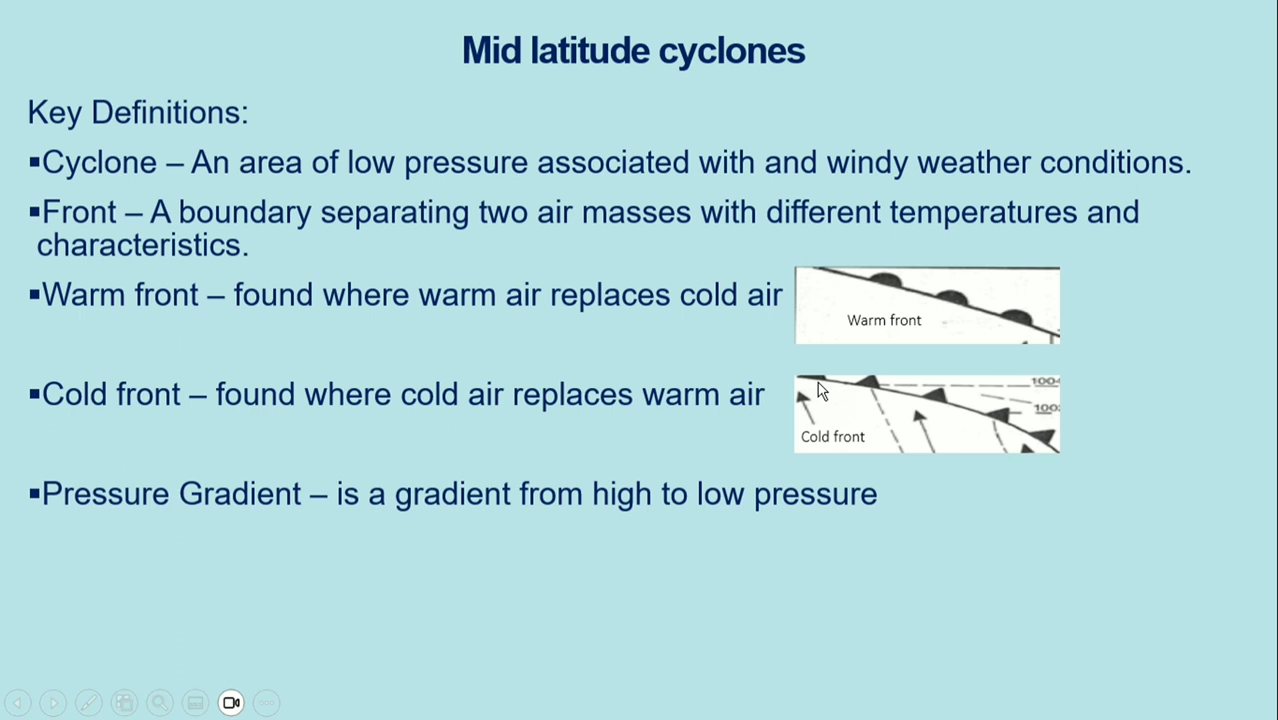 Mid latitude cyclones
Key Definitions:
▪Cyclone – An area of low pressure associated with and windy weather conditions.
▪Front – A boundary separating two air masses with different temperatures and
characteristics.
▪Warm front – found where warm air replaces cold air
Warm front
▪Cold front – found where cold air replaces warm air
100
100
Cold front
▪Pressure Gradient – is a gradient from high to low pressure